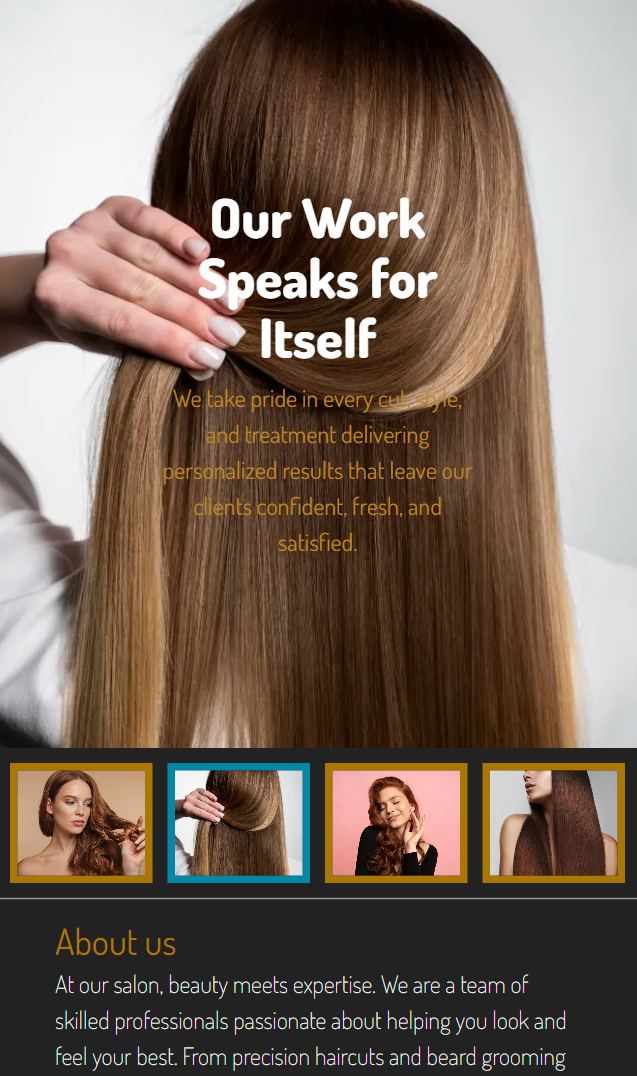 Our Work
Speaks for
Itself
We take pride in every cut, style,
and treatment delivering
personalized results that leave our
clients confident, fresh, and
satisfied.
About us
At our salon, beauty meets expertise. We are a team of
skilled professionals passionate about helping you look and
feel your best. From precision haircuts and beard grooming